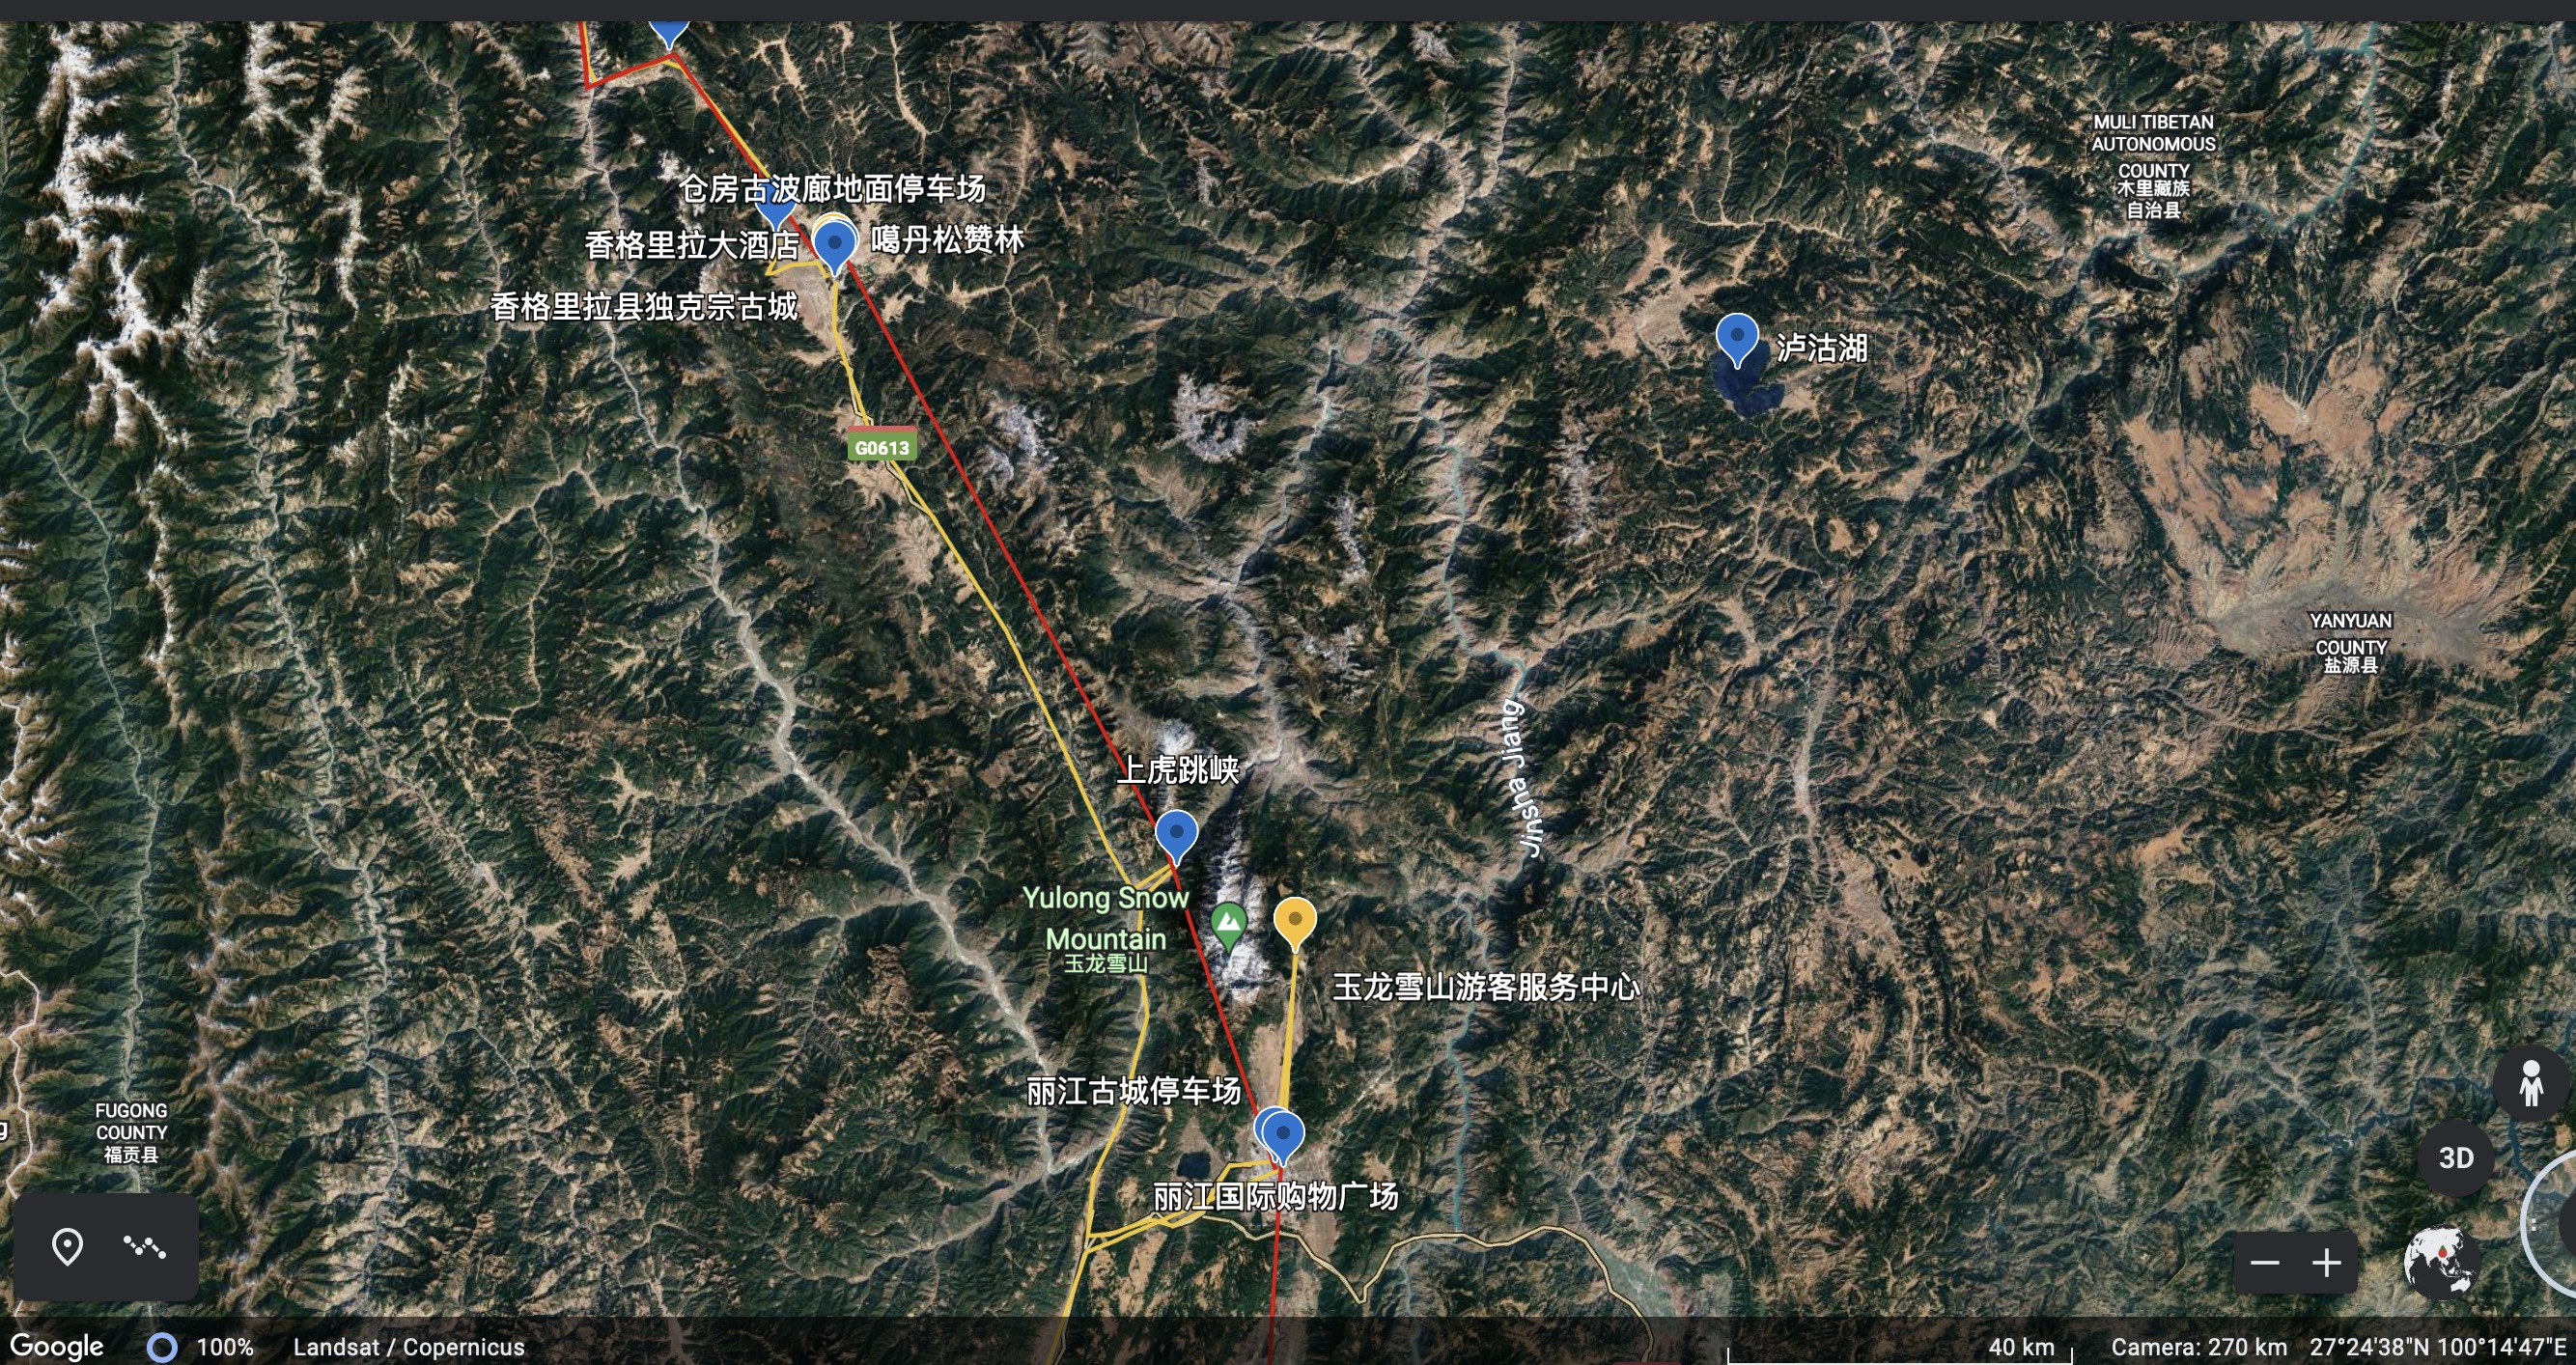 MULI TIBETAN
AUTONOMOUS
COUNTY
木里藏族
自治县
仓房古波廊地面停车场
香格里拉大酒店
噶丹松赞林
香格里拉县独克宗古城
泸沽湖
G0613
YANYUAN
COUNTY
盐源县
Jinsha Jiang
上虎跳峡
Yulong Snow
Mountain
玉龙雪山
玉龙雪山游客服务中心
丽江古城停车场
FUGONG
COUNTY
福贡县
g
丽江国际购物广场
3D
Google
100%
Landsat / Copernicus
40 km
Camera: 270 km
27°24'38"N 100°14'47"E